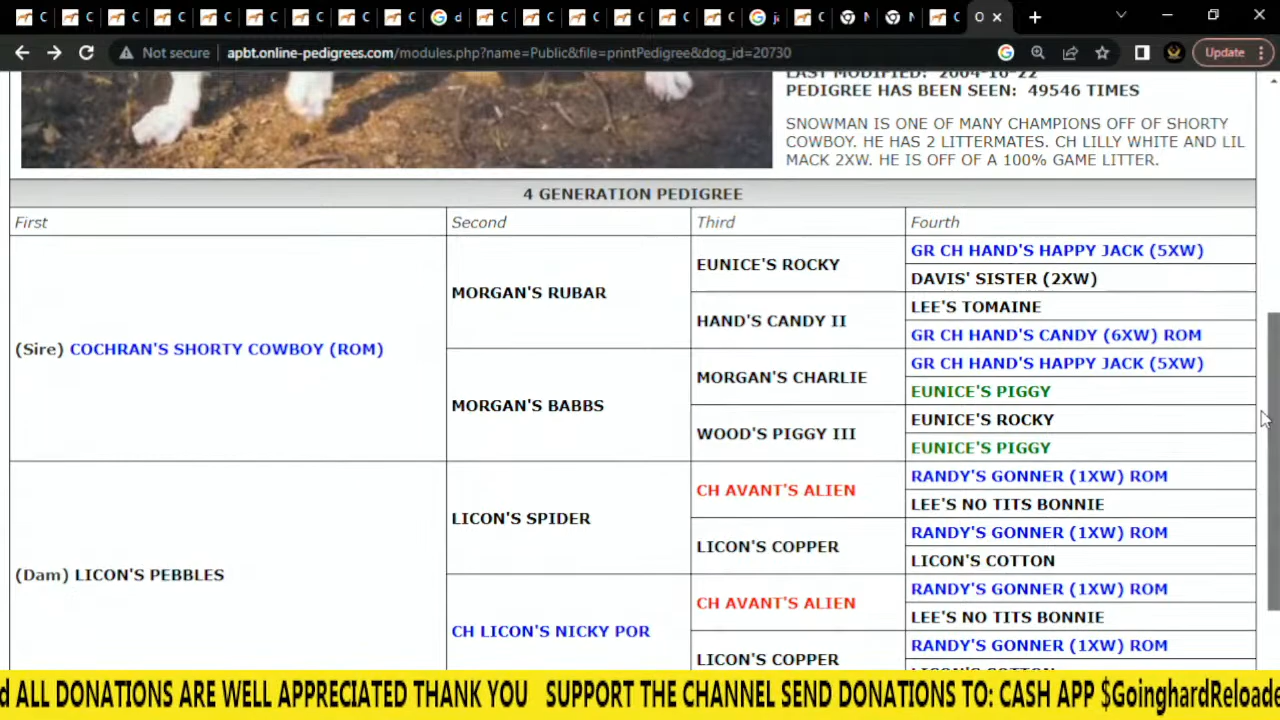 Not secure apbt.online-pedigrees.com/modules.php?name=Public&file=printPedigree&dog_id=20730 Update
LAST MODIFIED: 2004-10-22
PEDIGREE HAS BEEN SEEN: 49546 TIMES
SNOWMAN IS ONE OF MANY CHAMPIONS OFF OF SHORTY
COWBOY. HE HAS 2 LITTERMATES. CH LILLY WHITE AND LIL
MACK 2XW. HE IS OFF OF A 100% GAME LITTER.
4 GENERATION PEDIGREE
First Second Third Fourth
GR CH HAND'S HAPPY JACK (5XW)
EUNICE'S ROCKY
DAVIS' SISTER (2XW)
MORGAN'S RUBAR
LEE'S TOMAINE
HAND'S CANDY II
GR CH HAND'S CANDY (6XW) ROM
(Sire) COCHRAN'S SHORTY COWBOY (ROM)
GR CH HAND'S HAPPY JACK (5XW)
MORGAN'S CHARLIE
EUNICE'S PIGGY
MORGAN'S BABBS
EUNICE'S ROCKY
WOOD'S PIGGY III
EUNICE'S PIGGY
RANDY'S GONNER (1XW) ROM
CH AVANT'S ALIEN
LEE'S NO TITS BONNIE
LICON'S SPIDER
RANDY'S GONNER (1XW) ROM
LICON'S COPPER
LICON'S COTTON
(Dam) LICON'S PEBBLES
RANDY'S GONNER (1XW) ROM
CH AVANT'S ALIEN
LEE'S NO TITS BONNIE
CH LICON'S NICKY POR
RANDY'S GONNER (1XW) ROM
LICON'S COPPER
LICON'S COTTON
d ALL DONATIONS ARE WELL APPRECIATED THANK YOU SUPPORT THE CHANNEL SEND DONATIONS TO: CASH APP $GoinghardReloade